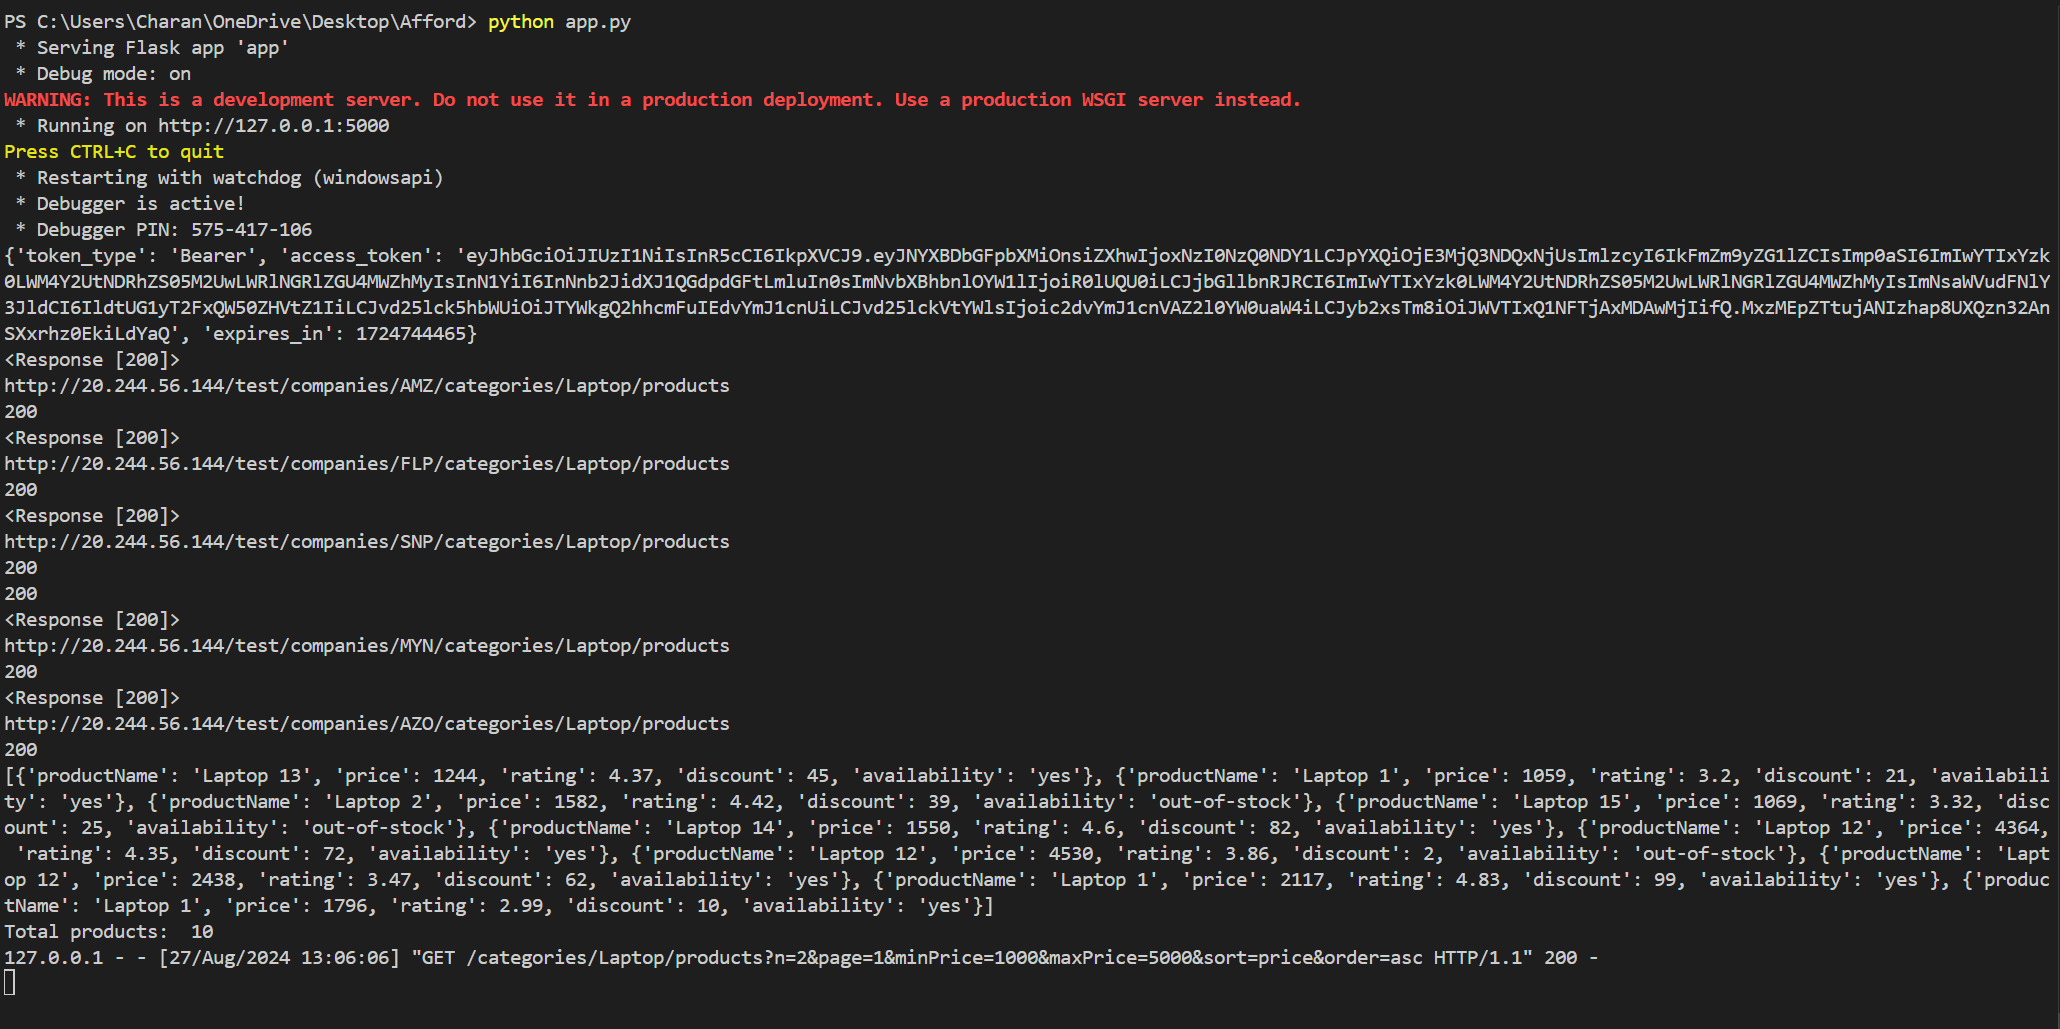 PS C:\Users\Charan\OneDrive\Desktop\Afford> python app.py
 * Serving Flask app 'app'
 * Debug mode: on
WARNING: This is a development server. Do not use it in a production deployment. Use a production WSGI server instead.
 * Running on http://127.0.0.1:5000
Press CTRL+C to quit
 * Restarting with watchdog (windowsapi)
 * Debugger is active!
 * Debugger PIN: 575-417-106
{'token_type': 'Bearer', 'access_token': 'eyJhbGciOiJIUzI1NiIsInR5cCI6IkpXVCJ9.eyJNYXBDbGFpbXMiOnsiZXhwIjoxNzI0NzQ0NDY1LCJpYXQiOjE3MjQ3NDQxNjUsImlzcyI6IkFmZm9yZG1lZCIsImp0aSI6ImIwYTIxYzk
0LWM4Y2UtNDRhZS05M2UwLWRlNGRlZGU4MWZhMyIsInN1YiI6InNnb2JidXJ1QGdpdGFtLmluIn0sImNvbXBhbnlOYW1lIjoiR0lUQU0iLCJjbGllbnRJRCI6ImIwYTIxYzk0LWM4Y2UtNDRhZS05M2UwLWRlNGRlZGU4MWZhMyIsImNsaWVudFNlY
3JldCI6IldtUG1yT2FxQW50ZHVtZ1IiLCJvd25lck5hbWUiOiJTYWkgQ2hhcmFuIEdvYmJ1cnUiLCJvd25lckVtYWlsIjoic2dvYmJ1cnVAZ2l0YW0uaW4iLCJyb2xsTm8iOiJWVTIxQ1NFTjAxMDAwMjIifQ.MxzMEpZTtujANIzhap8UXQzn32An
SXxrhz0EkiLdYaQ', 'expires_in': 1724744465}
<Response [200]>
http://20.244.56.144/test/companies/AMZ/categories/Laptop/products
200
<Response [200]>
http://20.244.56.144/test/companies/FLP/categories/Laptop/products
200
<Response [200]>
http://20.244.56.144/test/companies/SNP/categories/Laptop/products
200
200
<Response [200]>
http://20.244.56.144/test/companies/MYN/categories/Laptop/products
200
<Response [200]>
http://20.244.56.144/test/companies/AZO/categories/Laptop/products
200
[{'productName': 'Laptop 13', 'price': 1244, 'rating': 4.37, 'discount': 45, 'availability': 'yes'}, {'productName': 'Laptop 1', 'price': 1059, 'rating': 3.2, 'discount': 21, 'availabili
ty': 'yes'}, {'productName': 'Laptop 2', 'price': 1582, 'rating': 4.42, 'discount': 39, 'availability': 'out-of-stock'}, {'productName': 'Laptop 15', 'price': 1069, 'rating': 3.32, 'disc
ount': 25, 'availability': 'out-of-stock'}, {'productName': 'Laptop 14', 'price': 1550, 'rating': 4.6, 'discount': 82, 'availability': 'yes'}, {'productName': 'Laptop 12', 'price': 4364,
 'rating': 4.35, 'discount': 72, 'availability': 'yes'}, {'productName': 'Laptop 12', 'price': 4530, 'rating': 3.86, 'discount': 2, 'availability': 'out-of-stock'}, {'productName': 'Lapt
op 12', 'price': 2438, 'rating': 3.47, 'discount': 62, 'availability': 'yes'}, {'productName': 'Laptop 1', 'price': 2117, 'rating': 4.83, 'discount': 99, 'availability': 'yes'}, {'produc
tName': 'Laptop 1', 'price': 1796, 'rating': 2.99, 'discount': 10, 'availability': 'yes'}]
Total products:  10
127.0.0.1 - - [27/Aug/2024 13:06:06] "GET /categories/Laptop/products?n=2&page=1&minPrice=1000&maxPrice=5000&sort=price&order=asc HTTP/1.1" 200 -